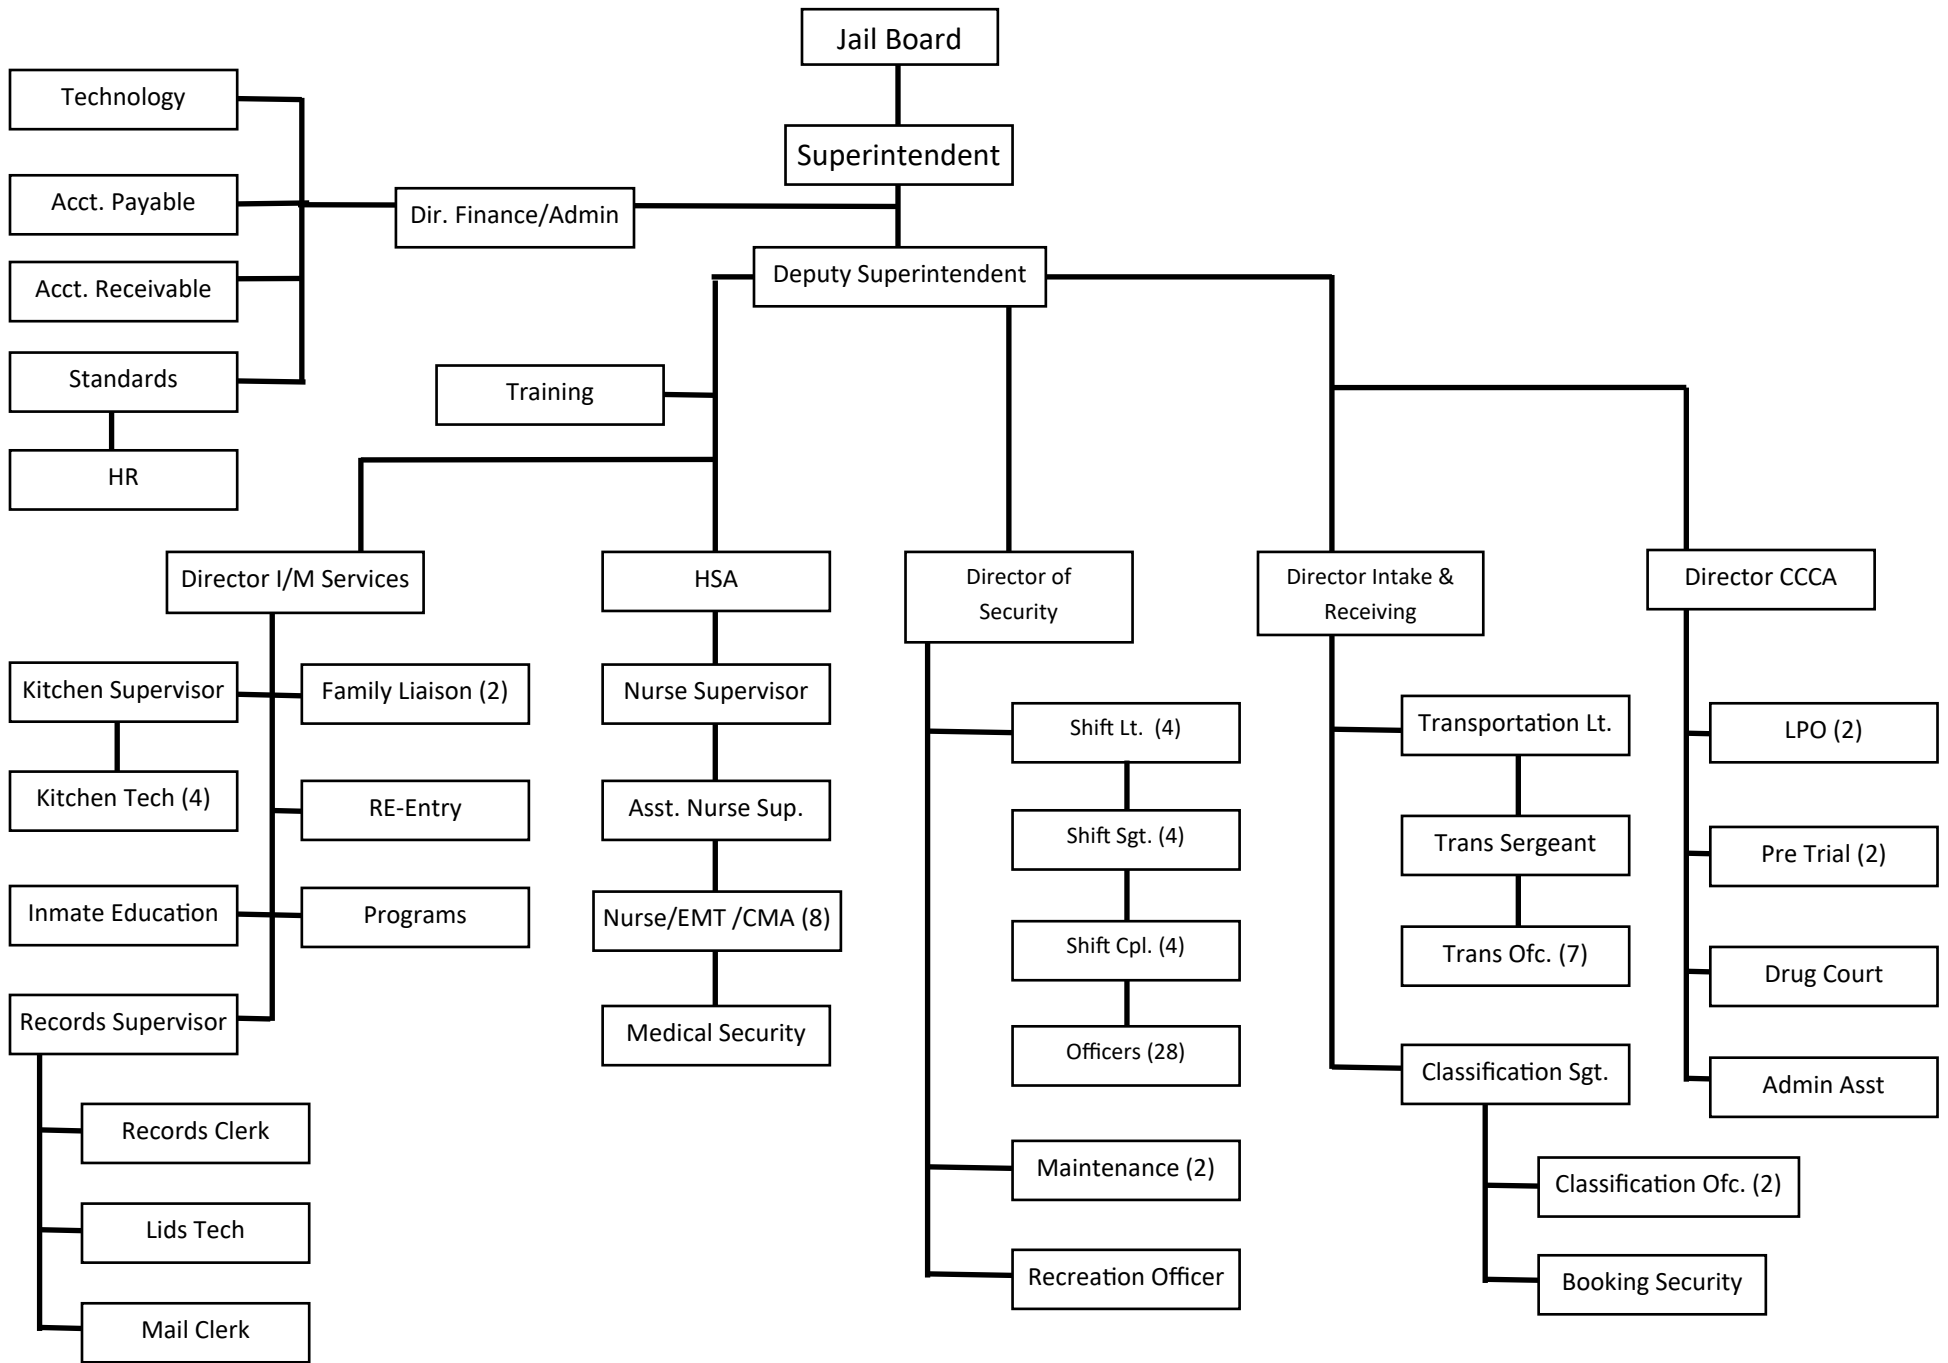 Jail Board
Technology
Superintendent
Acct. Payable
Dir. Finance/Admin
Deputy Superintendent
Acct. Receivable
Standards
Training
HR
Director I/M Services
HSA
Director of
Security
Director Intake &
Receiving
Director CCCA
Kitchen Supervisor
Family Liaison (2)
Kitchen Tech (4)
RE-Entry
Inmate Education
Programs
Records Supervisor
Records Clerk
Lids Tech
Mail Clerk
Nurse Supervisor
Asst. Nurse Sup.
Nurse/EMT /CMA (8)
Medical Security
Shift Lt.  (4)
Shift Sgt. (4)
Shift Cpl. (4)
Officers (28)
Maintenance (2)
Recreation Officer
Transportation Lt.
Trans Sergeant
Trans Ofc. (7)
Classification Sgt.
Classification Ofc. (2)
Booking Security
LPO (2)
Pre Trial (2)
Drug Court
Admin Asst